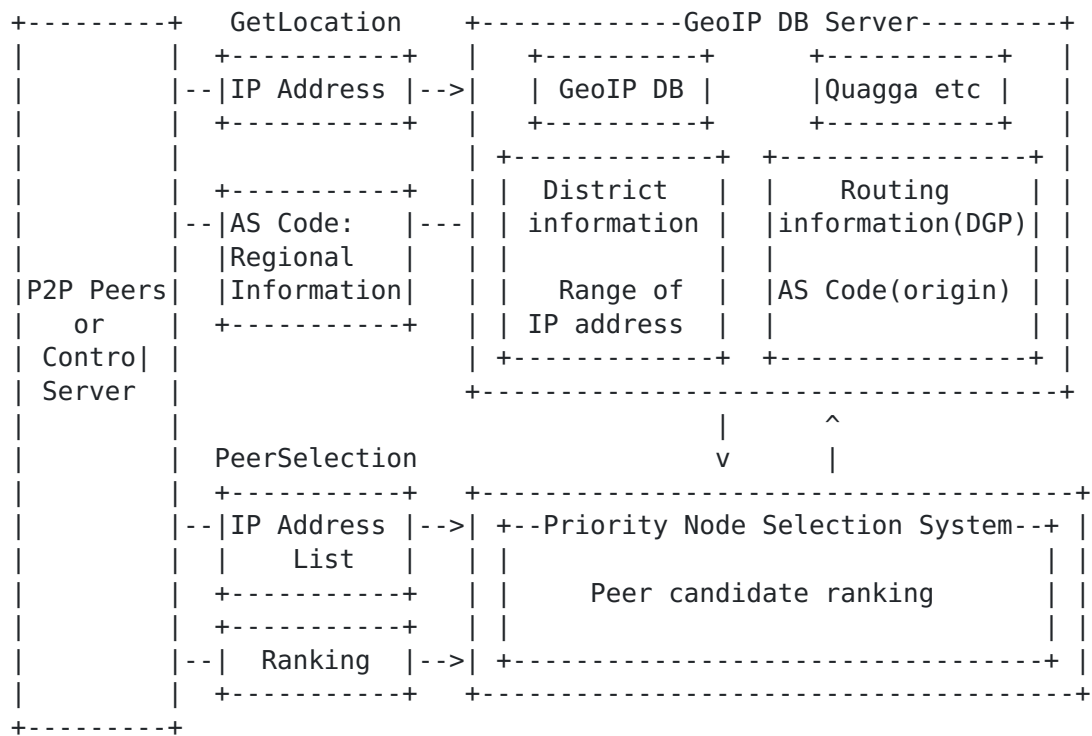 GetLocation GeoIP DB Server
IP Address GeoIP DB Quagga etc
District Routing
AS Code: information information(DGP)
Regional
P2P Peers Information Range of AS Code(origin)
or IP address
Contro|
Server
PeerSelection
IP Address Priority Node Selection System
List
Peer candidate ranking
Ranking